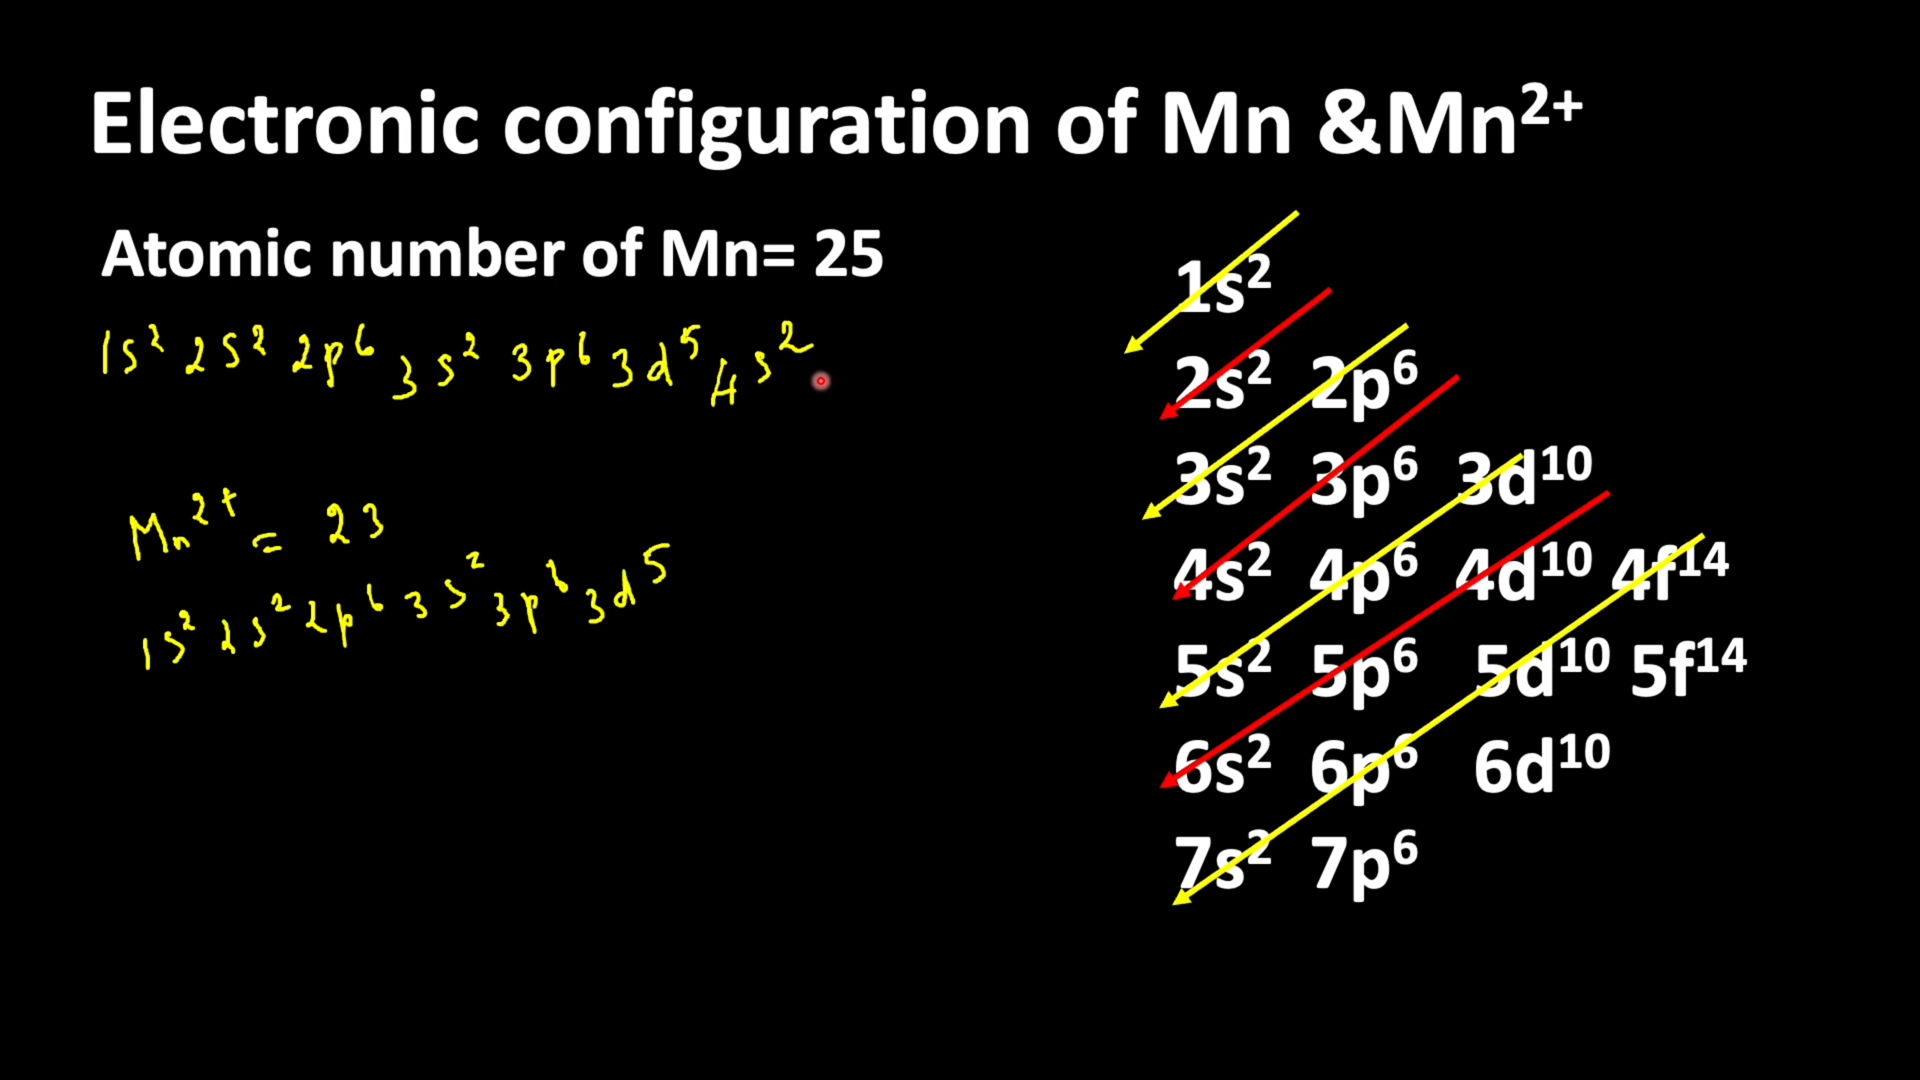 Electronic configuration of Mn &Mn²⁺
Atomic number of Mn= 25
1s² 2s² 2p⁶ 3s² 3p⁶ 3d⁵ 4s²
Mn²⁺ = 23
1s² 2s² 2p⁶ 3s² 3p⁶ 3d⁵
1s²
2s² 2p⁶
3s² 3p⁶ 3d¹⁰
4s² 4p⁶ 4d¹⁰ 4f¹⁴
5s² 5p⁶ 5d¹⁰ 5f¹⁴
6s² 6p⁶ 6d¹⁰
7s² 7p⁶